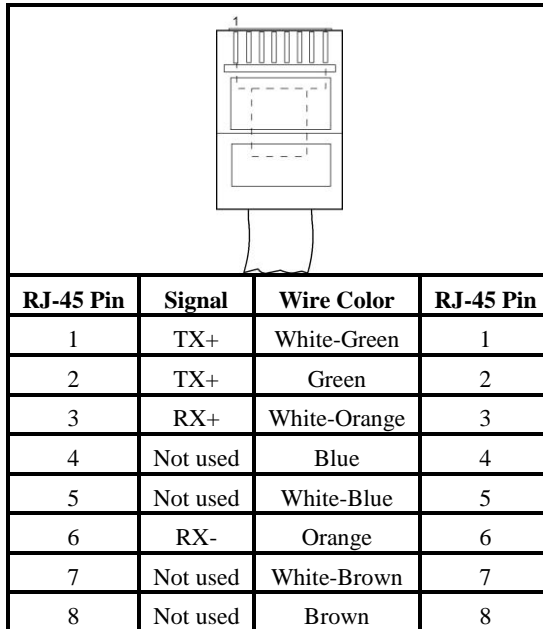 1
RJ-45 Pin Signal Wire Color RJ-45 Pin
1 TX+ White-Green 1
2 TX+ Green 2
3 RX+ White-Orange 3
4 Not used Blue 4
5 Not used White-Blue 5
6 RX- Orange 6
7 Not used White-Brown 7
8 Not used Brown 8